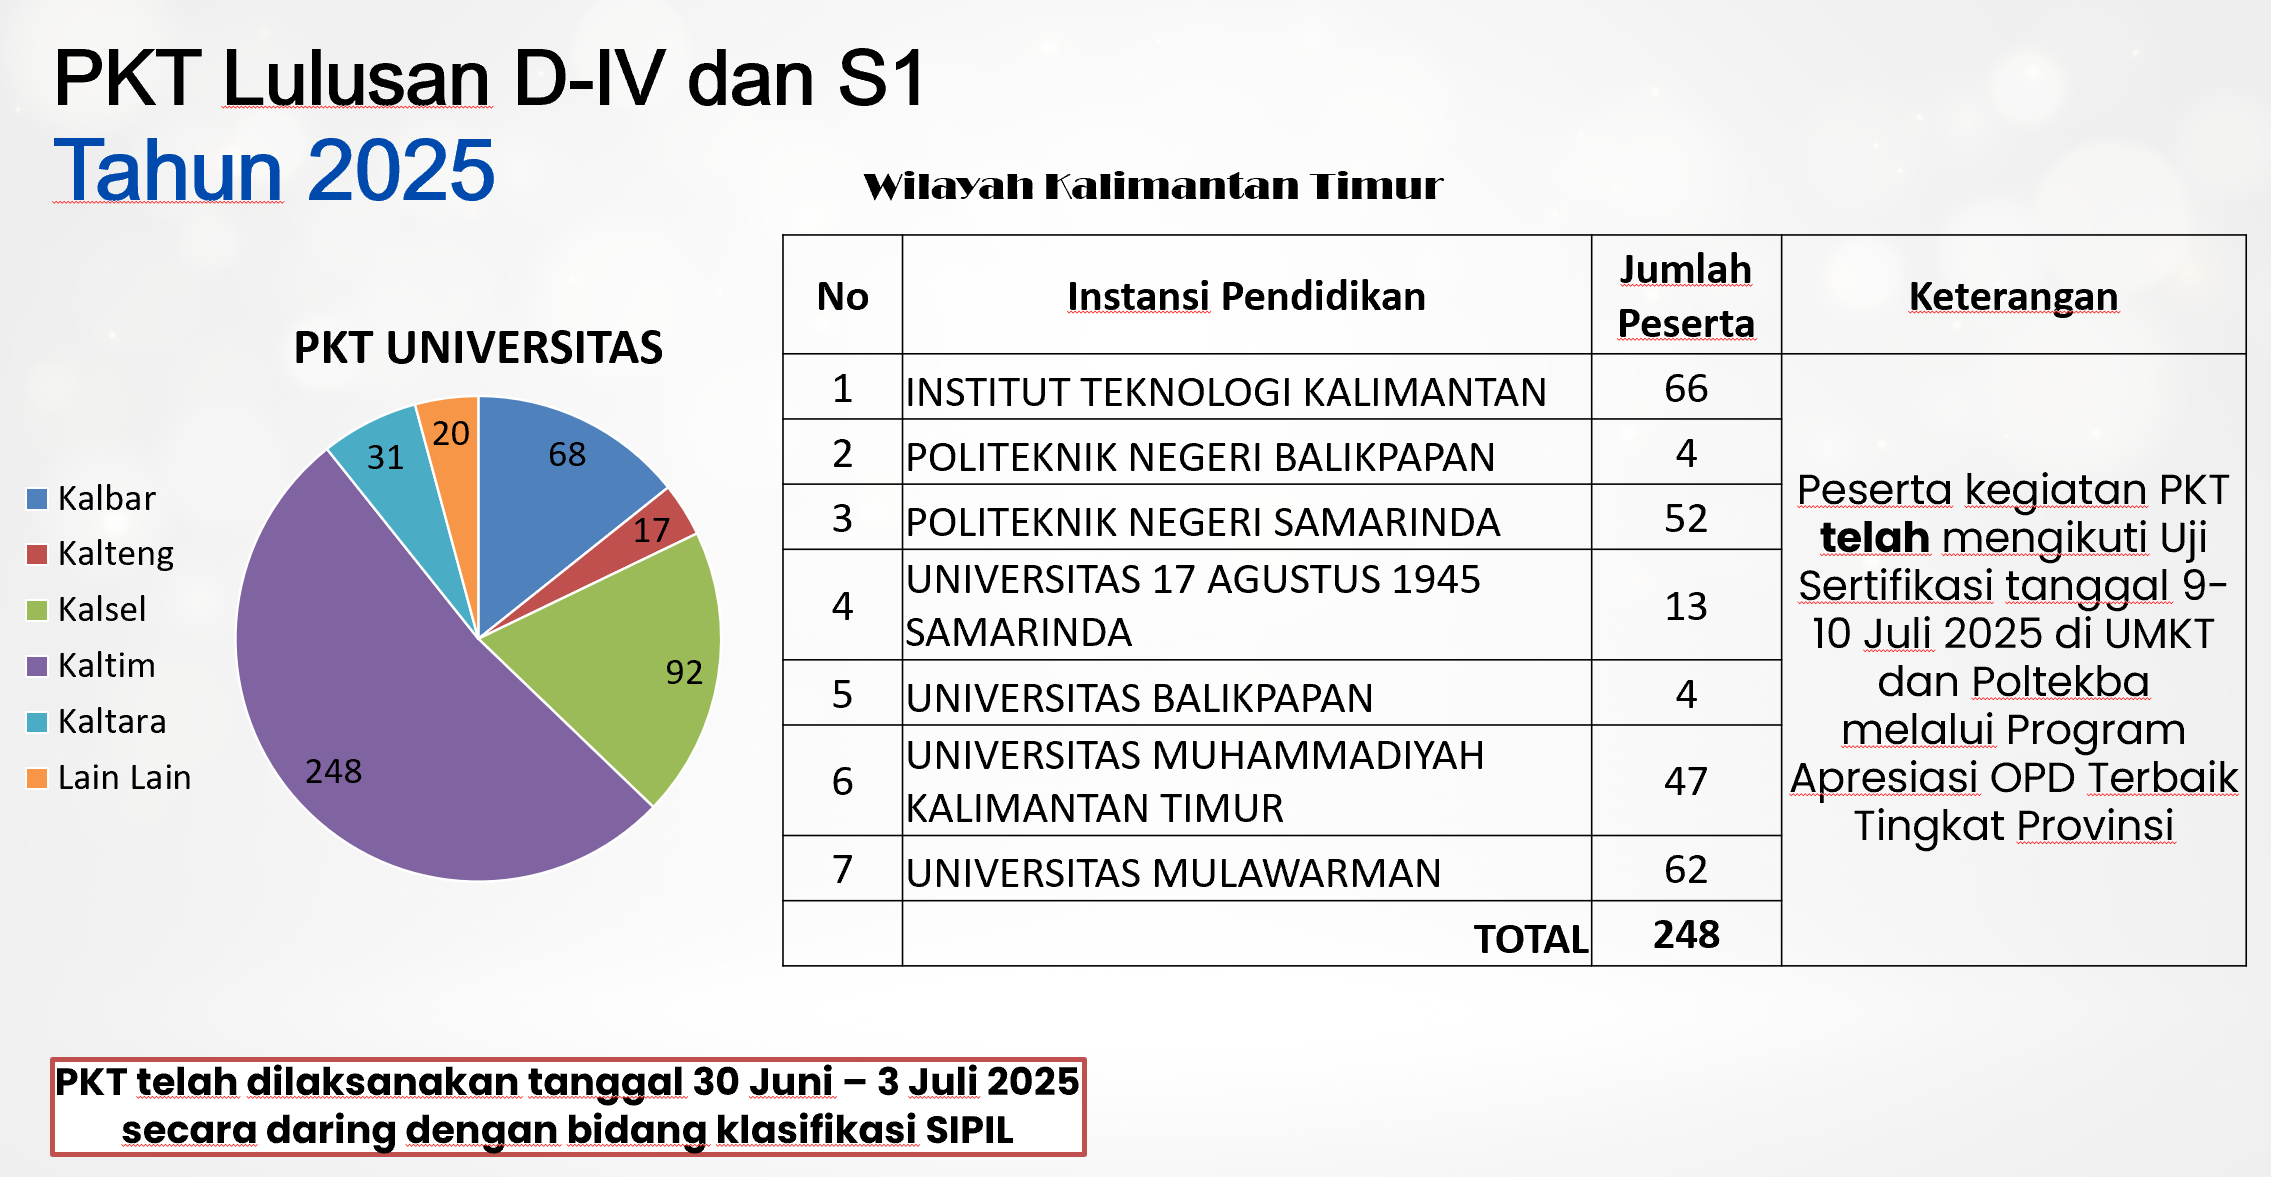 PKT Lulusan D-IV dan S1
Tahun 2025
PKT UNIVERSITAS
Kalbar
Kalteng
Kalsel
Kaltim
Kaltara
Lain Lain
68
17
92
248
31
20
Wilayah Kalimantan Timur
No Instansi Pendidikan Jumlah Peserta Keterangan
1 INSTITUT TEKNOLOGI KALIMANTAN 66
2 POLITEKNIK NEGERI BALIKPAPAN 4
3 POLITEKNIK NEGERI SAMARINDA 52
4 UNIVERSITAS 17 AGUSTUS 1945 SAMARINDA 13
5 UNIVERSITAS BALIKPAPAN 4
6 UNIVERSITAS MUHAMMADIYAH KALIMANTAN TIMUR 47
7 UNIVERSITAS MULAWARMAN 62
TOTAL 248
Peserta kegiatan PKT
telah mengikuti Uji
Sertifikasi tanggal 9-
10 Juli 2025 di UMKT
dan Poltekba
melalui Program
Apresiasi OPD Terbaik
Tingkat Provinsi
PKT telah dilaksanakan tanggal 30 Juni – 3 Juli 2025
secara daring dengan bidang klasifikasi SIPIL